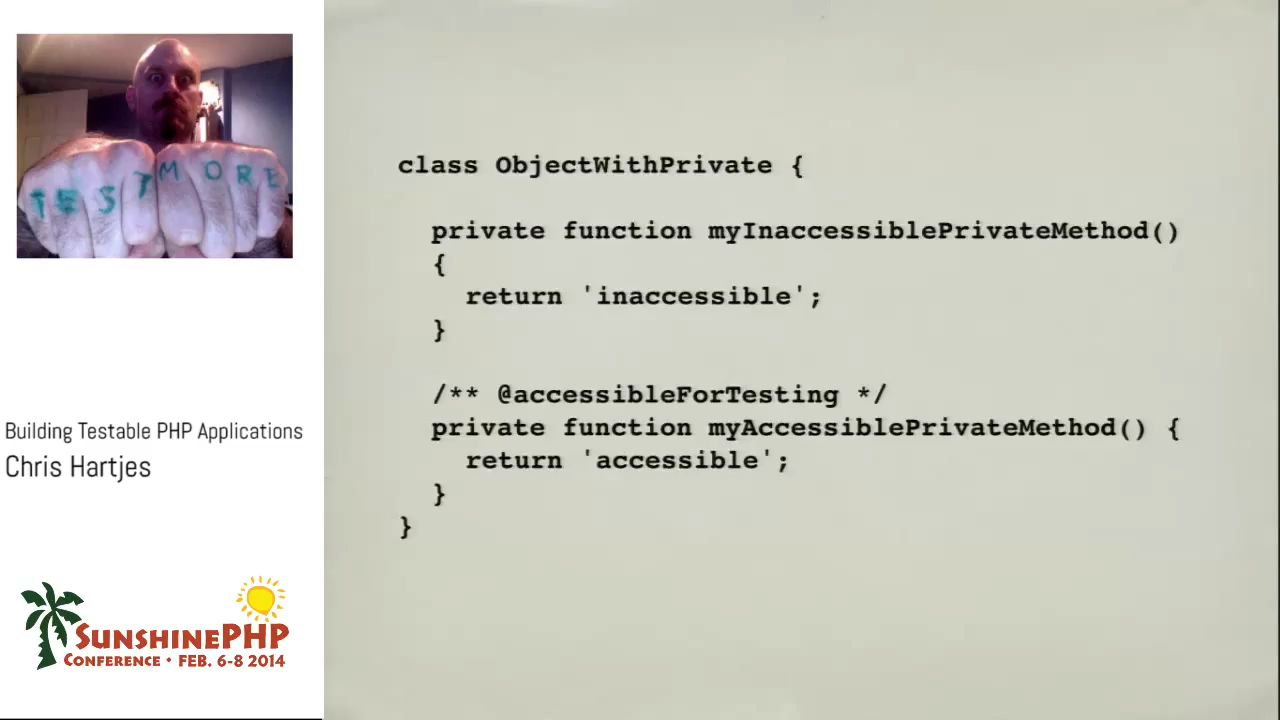 TEST MORE
Building Testable PHP Applications
Chris Hartjes
SUNSHINEPHP
CONFERENCE • FEB. 6-8 2014
class ObjectWithPrivate {
private function myInaccessiblePrivateMethod()
{
return 'inaccessible';
}
/** @accessibleForTesting */
private function myAccessiblePrivateMethod() {
return 'accessible';
}
}